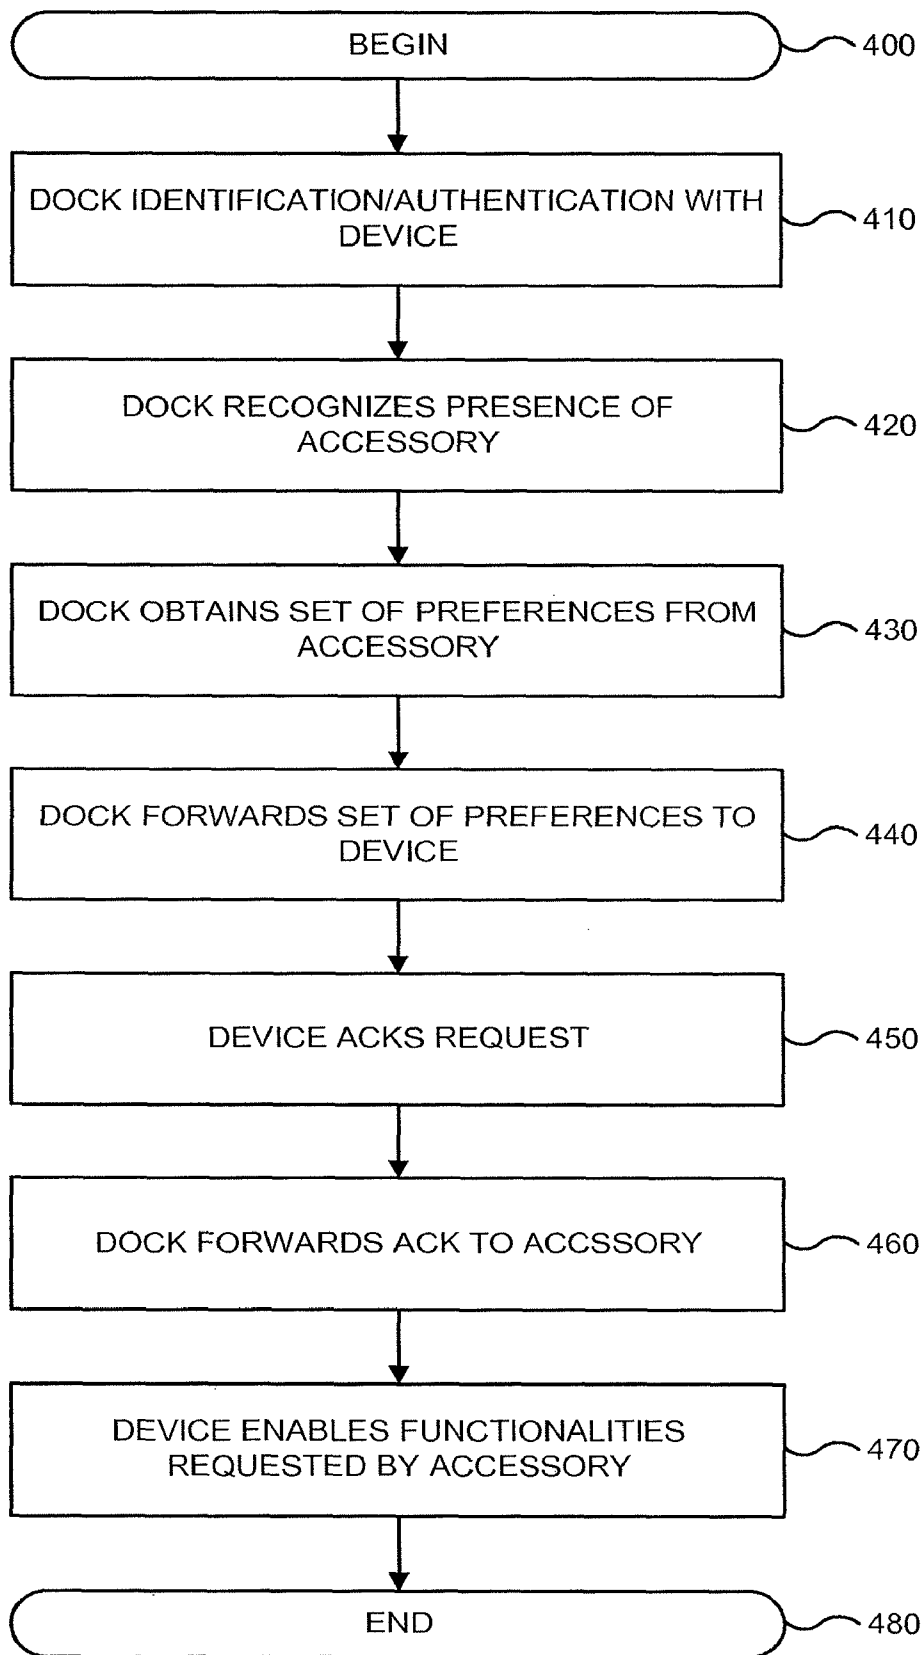 BEGIN
400
DOCK IDENTIFICATION/AUTHENTICATION WITH
DEVICE
410
DOCK RECOGNIZES PRESENCE OF
ACCESSORY
420
DOCK OBTAINS SET OF PREFERENCES FROM
ACCESSORY
430
DOCK FORWARDS SET OF PREFERENCES TO
DEVICE
440
DEVICE ACKS REQUEST
450
DOCK FORWARDS ACK TO ACCSSORY
460
DEVICE ENABLES FUNCTIONALITIES
REQUESTED BY ACCESSORY
470
END
480